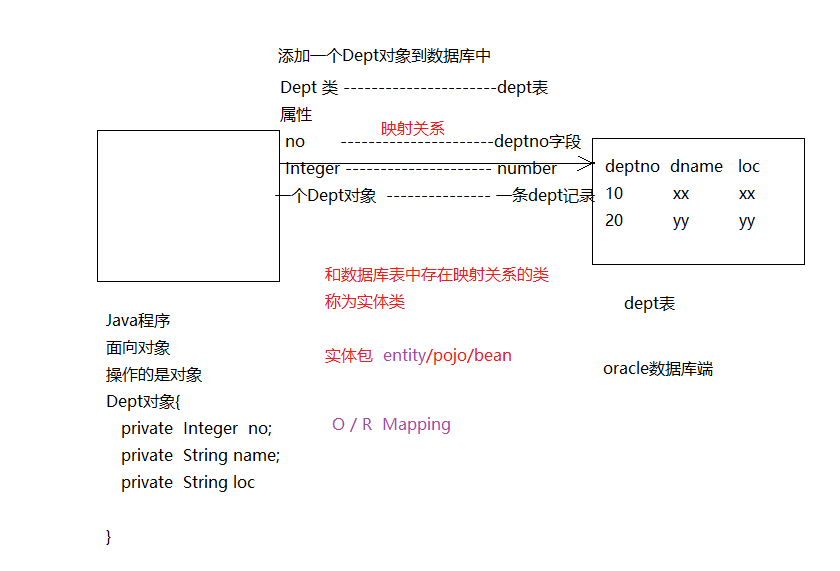 添加一个Dept对象到数据库中
Dept 类 -----------------------dept表
属性
映射关系
no -----------------------deptno字段
Integer ---------------------- number
一个Dept对象 --------------- 一条dept记录
deptno dname loc
10 xx xx
20 yy yy
和数据库表中存在映射关系的类
称为实体类
dept表
实体包 entity/pojo/bean
oracle数据库端
O / R Mapping
Java程序
面向对象
操作的是对象
Dept对象{
private Integer no;
private String name;
private String loc
}